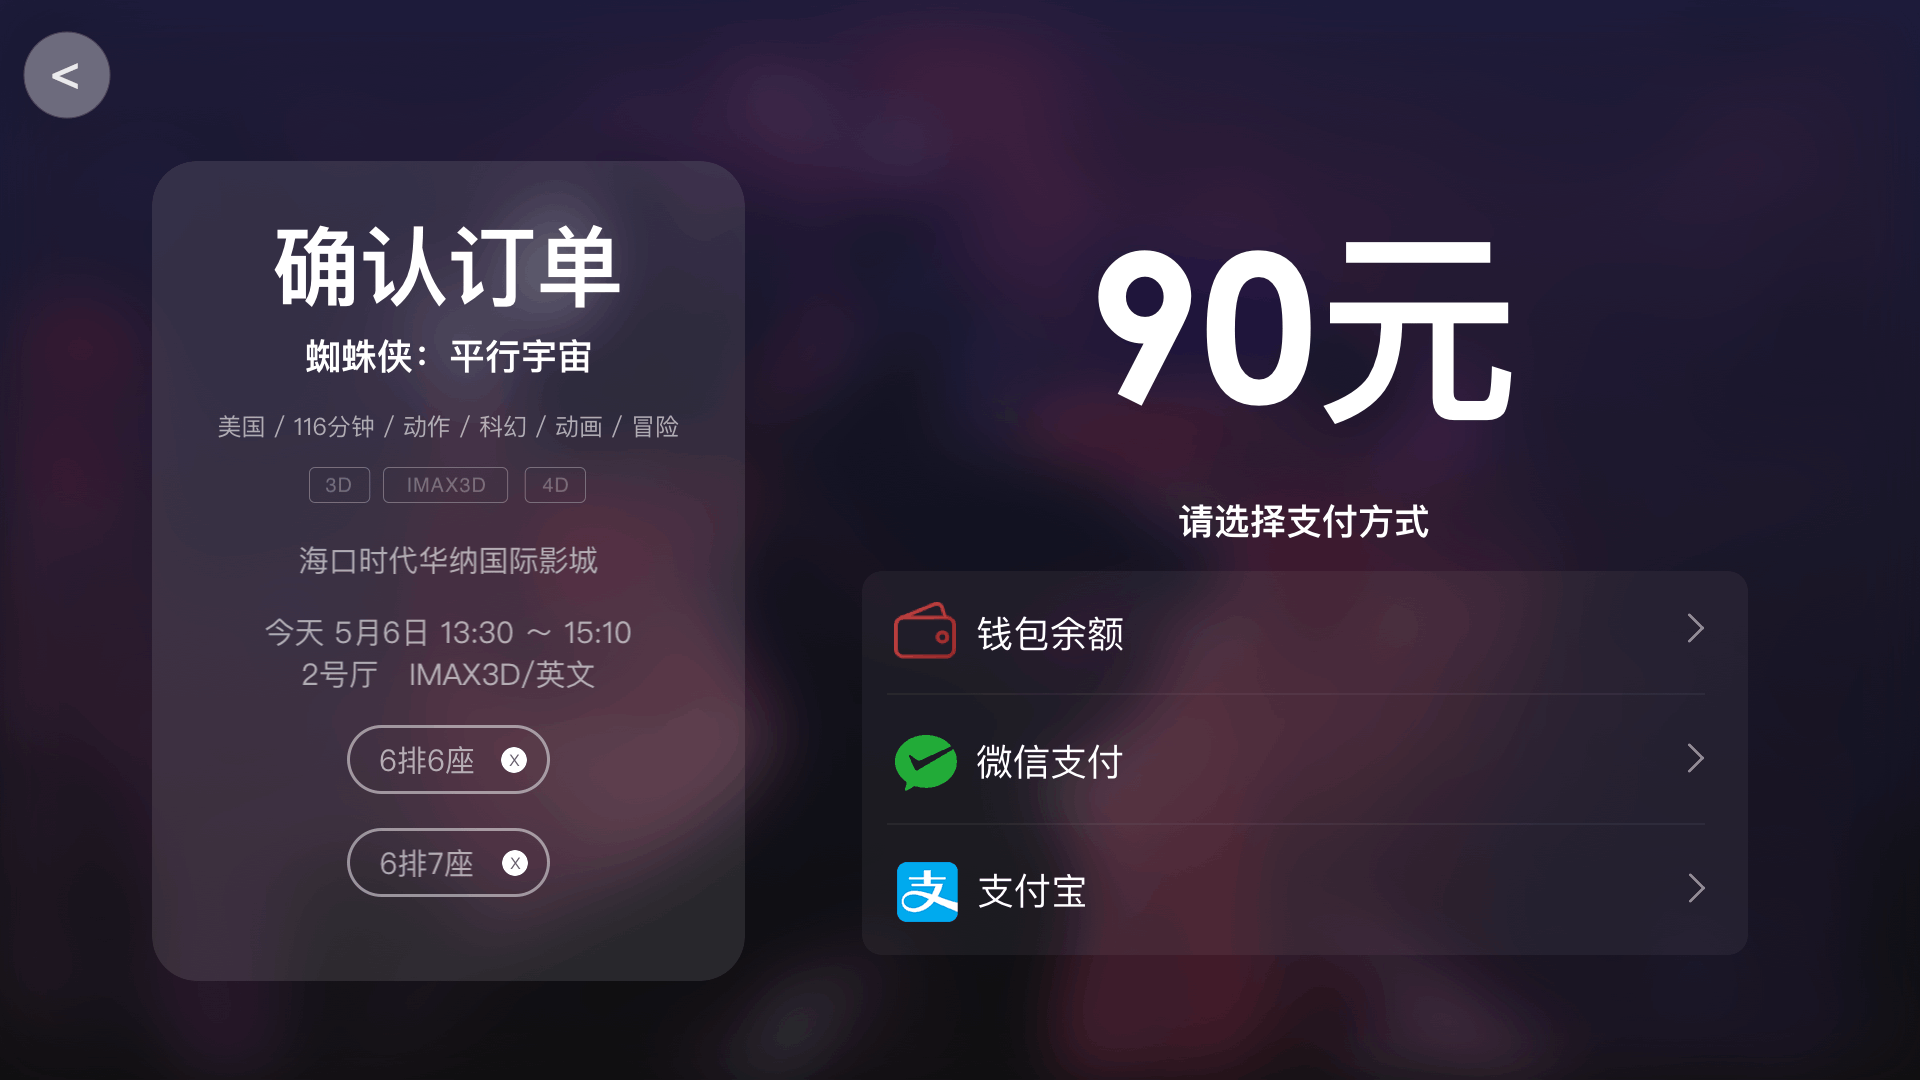 <
确认订单
蜘蛛侠：平行宇宙
美国 / 116分钟 / 动作 / 科幻 / 动画 / 冒险
3D IMAX3D 4D
海口时代华纳国际影城
今天 5月6日 13:30 ～ 15:10
2号厅 IMAX3D/英文
6排6座 X
6排7座 X
90元
请选择支付方式
钱包余额
微信支付
支 支付宝